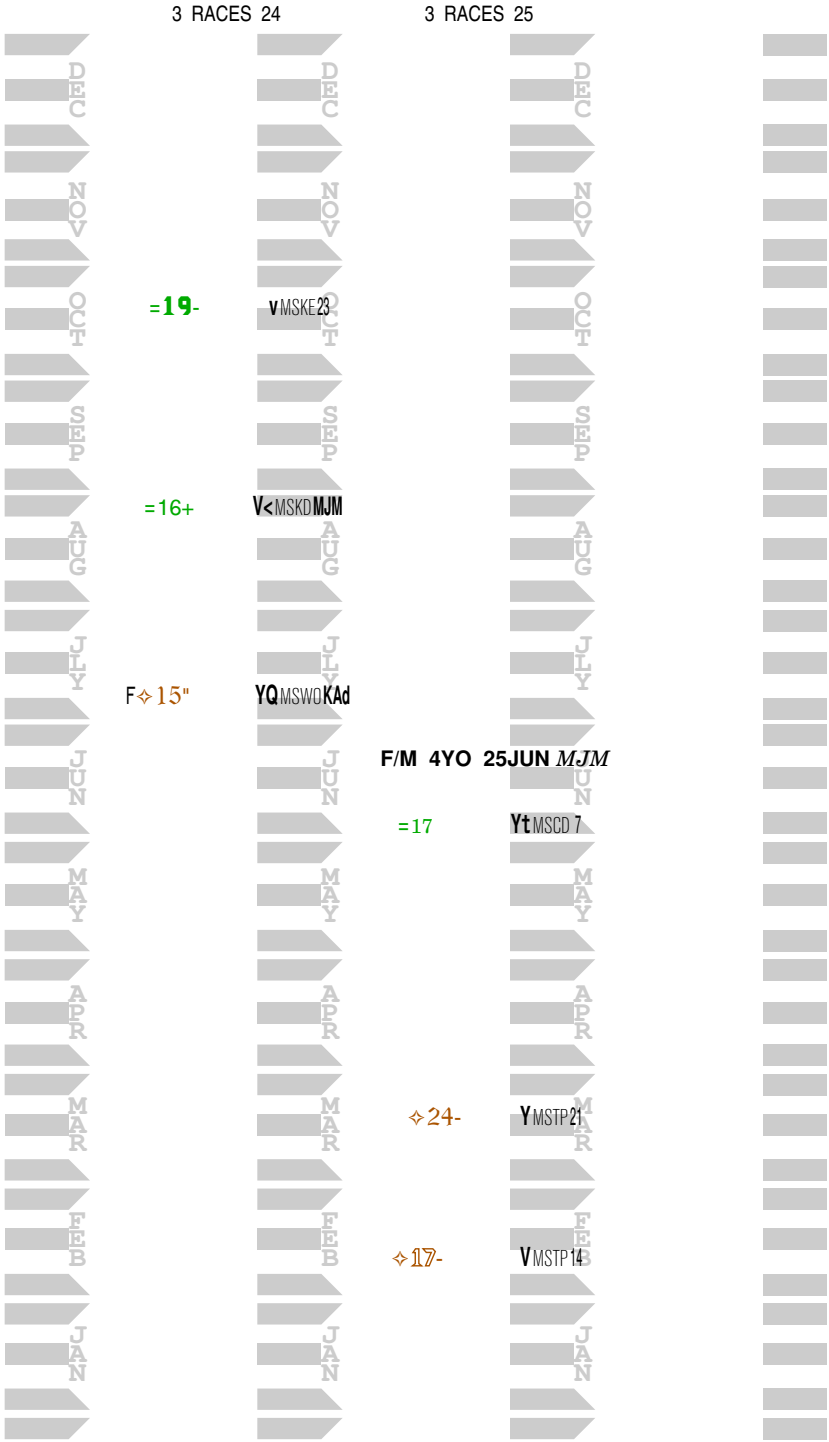 3 RACES 24 3 RACES 25
DEC DEC DEC
NOV NOV NOV
OCT =19- vMSKE23 OCT OCT
SEP SEP SEP
=16+ V<MSKDMJM
AUG AUG AUG
JLY JLY JLY
F✧15" YQMSWOKAd
F/M 4YO 25JUN MJM
JUN JUN JUN
=17 YtMSCD 7
MAY MAY MAY
APR APR APR
MAR MAR ✧24- YMSTP21 MAR
FEB FEB ✧17- VMSTP14 FEB
JAN JAN JAN